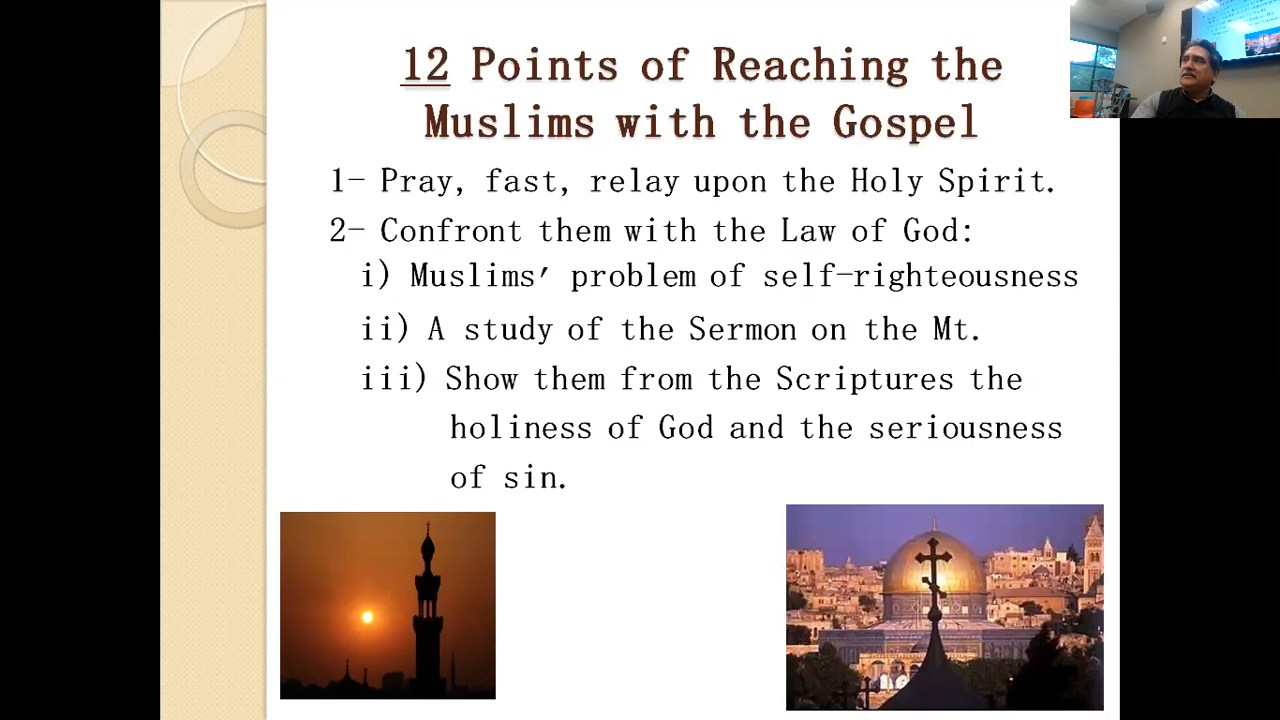 12 Points of Reaching the
Muslims with the Gospel
1- Pray, fast, relay upon the Holy Spirit.
2- Confront them with the Law of God:
i) Muslims' problem of self-righteousness
ii) A study of the Sermon on the Mt.
iii) Show them from the Scriptures the
holiness of God and the seriousness
of sin.